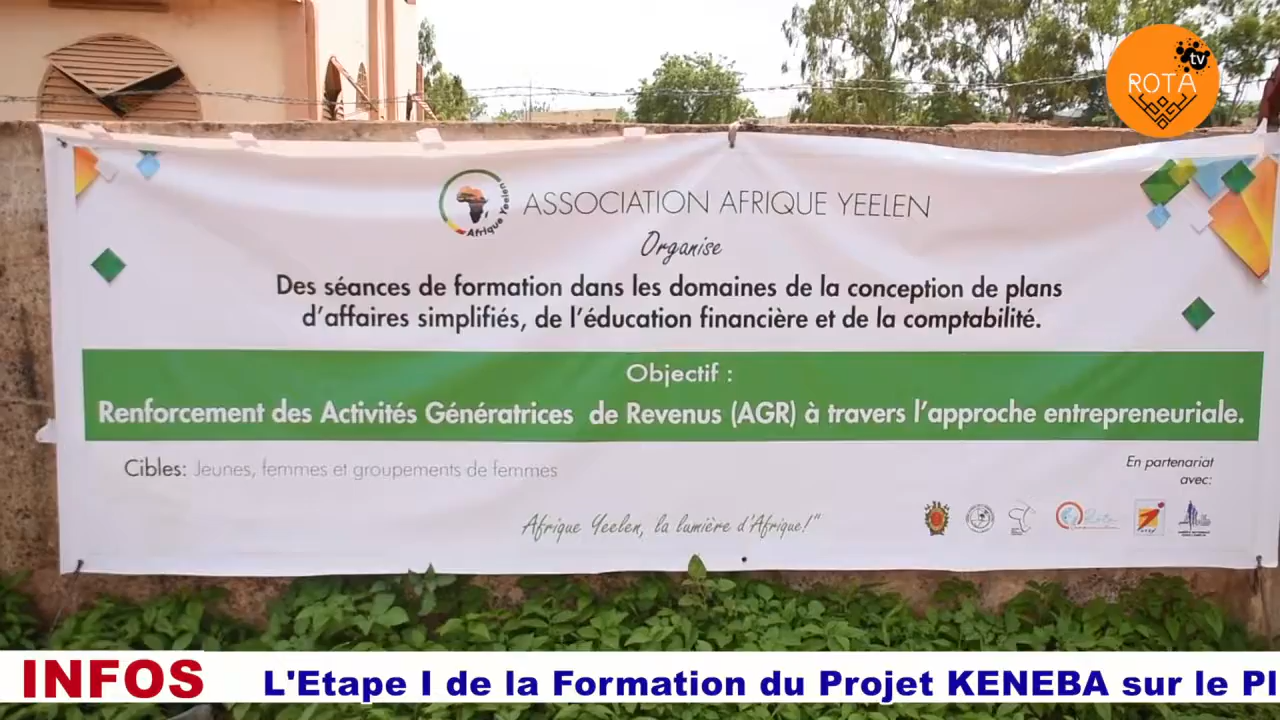 ROTA tv
Afrique Yeelen
ASSOCIATION AFRIQUE YEELEN
Organise
Des séances de formation dans les domaines de la conception de plans
d'affaires simplifiés, de l'éducation financière et de la comptabilité.
Objectif :
Renforcement des Activités Génératrices de Revenus (AGR) à travers l'approche entrepreneuriale.
Cibles: Jeunes, femmes et groupements de femmes
En partenariat
avec:
Afrique Yeelen, la lumière d'Afrique!"
INFOS L'Etape I de la Formation du Projet KENEBA sur le Pl